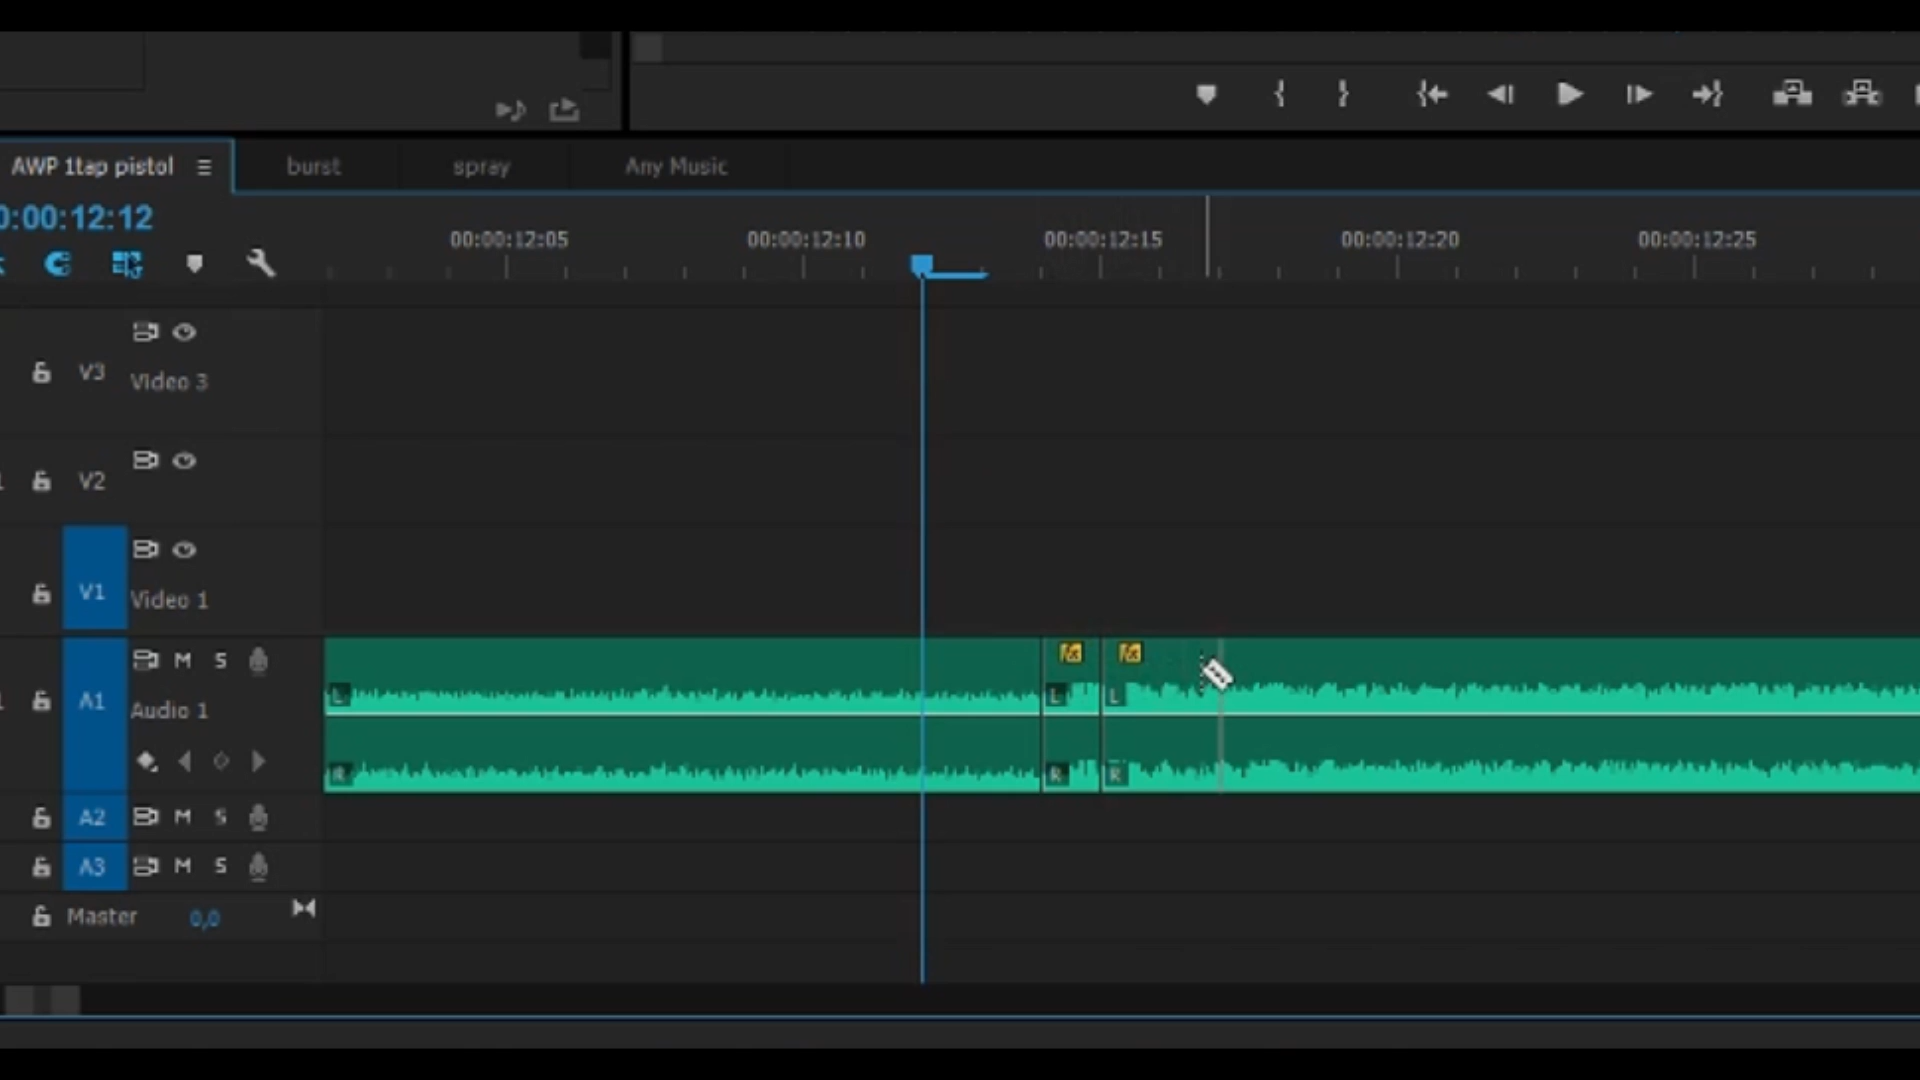 AWP 1tap pistol burst spray Any Music
0:00:12:12
00:00:12:05 00:00:12:10 00:00:12:15 00:00:12:20 00:00:12:25
V3 Video 3
V2
V1 Video 1
M S
A1 Audio 1
L L L
R R R
A2 M S
A3 M S
Master 0,0